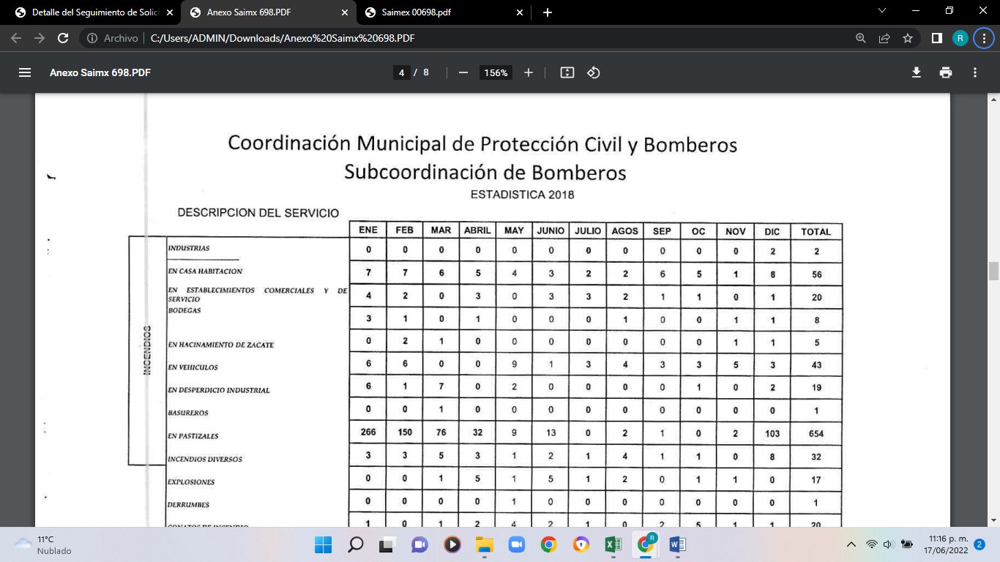 Detalle del Seguimiento de Solici
Anexo Saimx 698.PDF
Saimex 00698.pdf
Archivo
C:/Users/ADMIN/Downloads/Anexo%20Saimx%20698.PDF
R
Anexo Saimx 698.PDF
4 / 8
156%
Coordinación Municipal de Protección Civil y Bomberos
Subcoordinación de Bomberos
ESTADISTICA 2018
DESCRIPCION DEL SERVICIO
ENE FEB MAR ABRIL MAY JUNIO JULIO AGOS SEP OC NOV DIC TOTAL
INCENDIOS
INDUSTRIAS 0 0 0 0 0 0 0 0 0 0 0 2 2
EN CASA HABITACION 7 7 6 5 4 3 2 2 6 5 1 8 56
EN ESTABLECIMIENTOS COMERCIALES Y DE
SERVICIO 4 2 0 3 0 3 3 2 1 1 0 1 20
BODEGAS 3 1 0 1 0 0 0 1 0 0 1 1 8
EN HACINAMIENTO DE ZACATE 0 2 1 0 0 0 0 0 0 0 1 1 5
EN VEHICULOS 6 6 0 0 9 1 3 4 3 3 5 3 43
EN DESPERDICIO INDUSTRIAL 6 1 7 0 2 0 0 0 0 1 0 2 19
BASUREROS 0 0 1 0 0 0 0 0 0 0 0 0 1
EN PASTIZALES 266 150 76 32 9 13 0 2 1 0 2 103 654
INCENDIOS DIVERSOS 3 3 5 3 1 2 1 4 1 1 0 8 32
EXPLOSIONES 0 0 1 5 1 5 1 2 0 1 1 0 17
DERRUMBES 0 0 0 0 1 0 0 0 0 0 0 0 1
CONATOS DE INCENDIO 1 0 1 2 4 2 1 0 2 5 1 1 20
11°C
Nublado
R
11:16 p. m.
17/06/2022
2